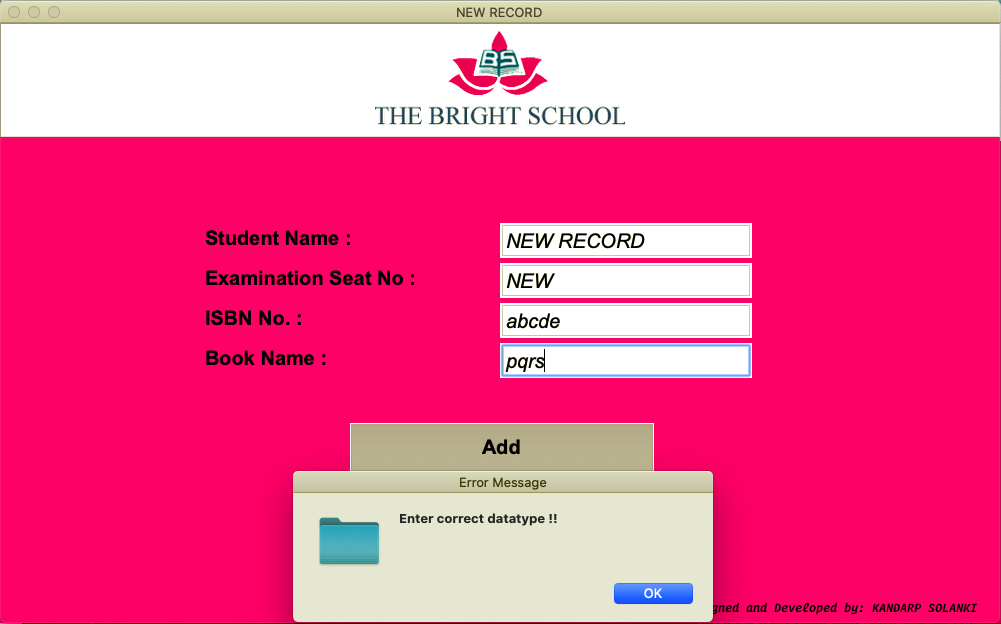 NEW RECORD
BS
THE BRIGHT SCHOOL
Student Name : NEW RECORD
Examination Seat No : NEW
ISBN No. : abcde
Book Name : pqrs
Add
Error Message
Enter correct datatype !!
OK
gned and Developed by: KANDARP SOLANKI